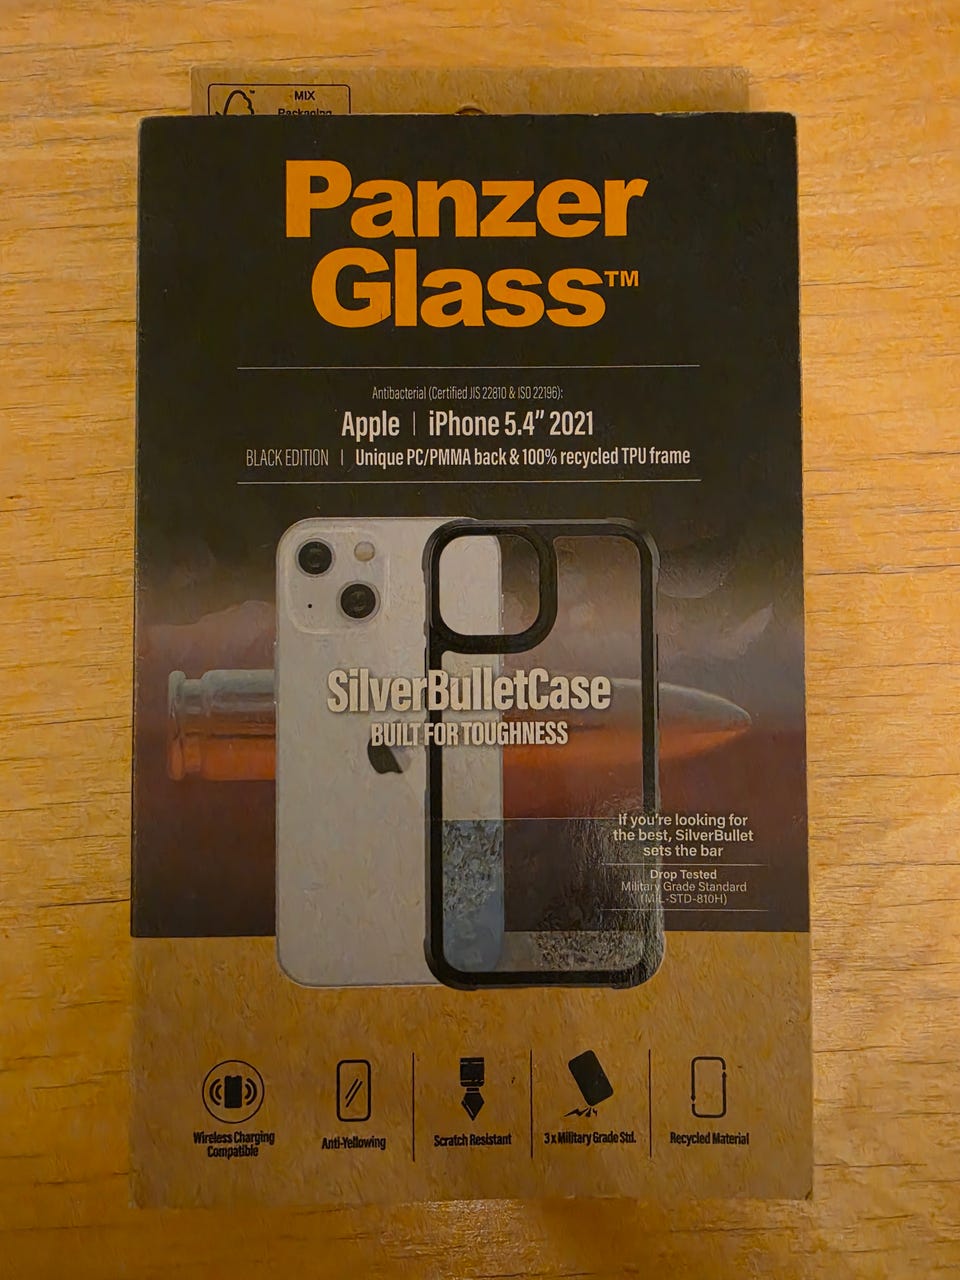 MIX
Packaging
Panzer
Glass™
Antibacterial (Certified JIS 22810 & ISO 22196):
Apple | iPhone 5.4” 2021
BLACK EDITION | Unique PC/PMMA back & 100% recycled TPU frame
SilverBulletCase
BUILT FOR TOUGHNESS
If you're looking for
the best, SilverBullet
sets the bar
Drop Tested
Military Grade Standard
(MIL-STD-810H)
Wireless Charging
Compatible
Anti-Yellowing
Scratch Resistant
3 x Military Grade Std.
Recycled Material